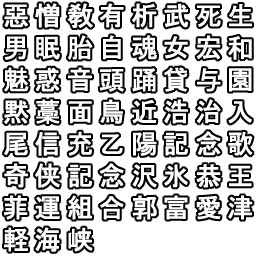 惡憎教有析武死生
男眠胎自魂女宏和
魅惑音頭踊貸与園
黙藁面鳥近浩治入
尾信充乙陽記念歌
奇侠記念沢氷恭王
菲運組合郭富愛津
軽海峡